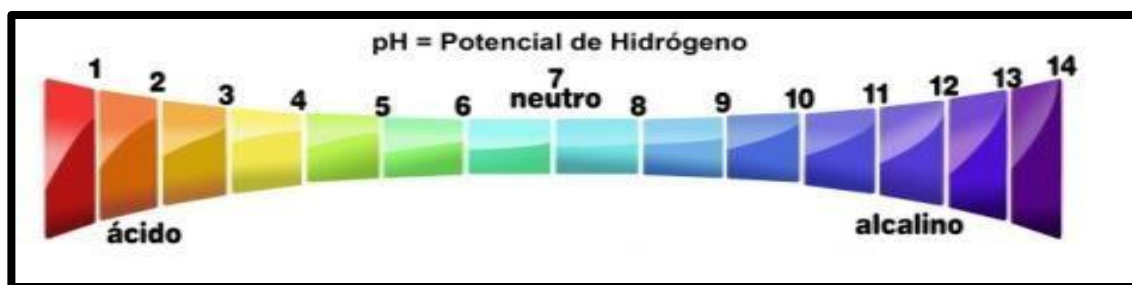 pH = Potencial de Hidrógeno
1 2 3 4 5 6 7 8 9 10 11 12 13 14
neutro
ácido
alcalino